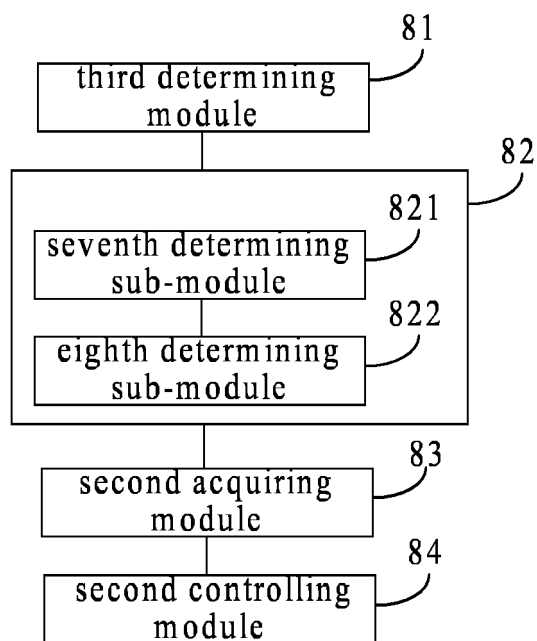 81
third determining
module
82
821
seventh determining
sub-module
822
eighth determining
sub-module
83
second acquiring
module
84
second controlling
module